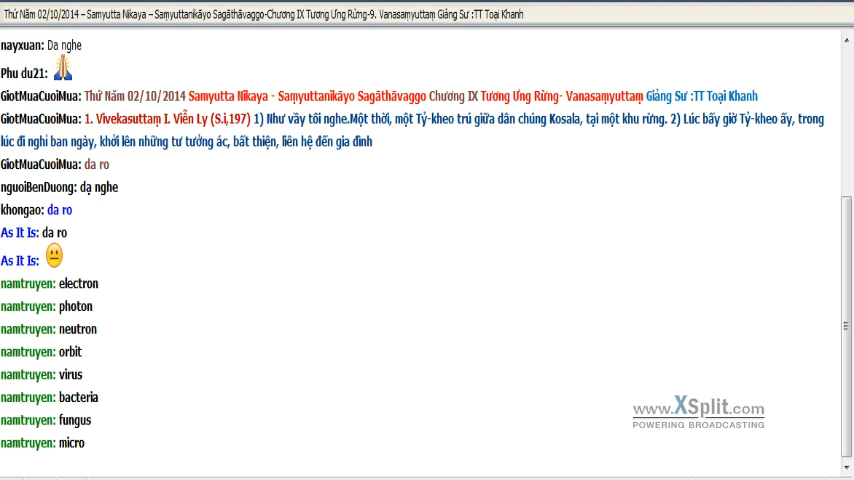 Thứ Năm 02/10/2014 – Samyutta Nikaya – Saṃyuttanikāyo Sagāthāvaggo-Chương IX Tương Ưng Rừng-9. Vanasaṃyuttaṃ Giảng Sư :TT Toại Khanh
nayxuan: Da nghe
Phu du21:
GiotMuaCuoiMua: Thứ Năm 02/10/2014 Samyutta Nikaya - Saṃyuttanikāyo Sagāthāvaggo Chương IX Tương Ưng Rừng- Vanasaṃyuttaṃ Giảng Sư :TT Toại Khanh
GiotMuaCuoiMua: 1. Vivekasuttaṃ I. Viễn Ly (S.i,197) 1) Như vầy tôi nghe.Một thời, một Tỷ-kheo trú giữa dân chúng Kosala, tại một khu rừng. 2) Lúc bấy giờ Tỷ-kheo ấy, trong
lúc đi nghỉ ban ngày, khởi lên những tư tưởng ác, bất thiện, liên hệ đến gia đình
GiotMuaCuoiMua: da ro
nguoiBenDuong: dạ nghe
khongao: da ro
As It Is: da ro
As It Is:
namtruyen: electron
namtruyen: photon
namtruyen: neutron
namtruyen: orbit
namtruyen: virus
namtruyen: bacteria
namtruyen: fungus
namtruyen: micro
www.XSplit.com
POWERING BROADCASTING